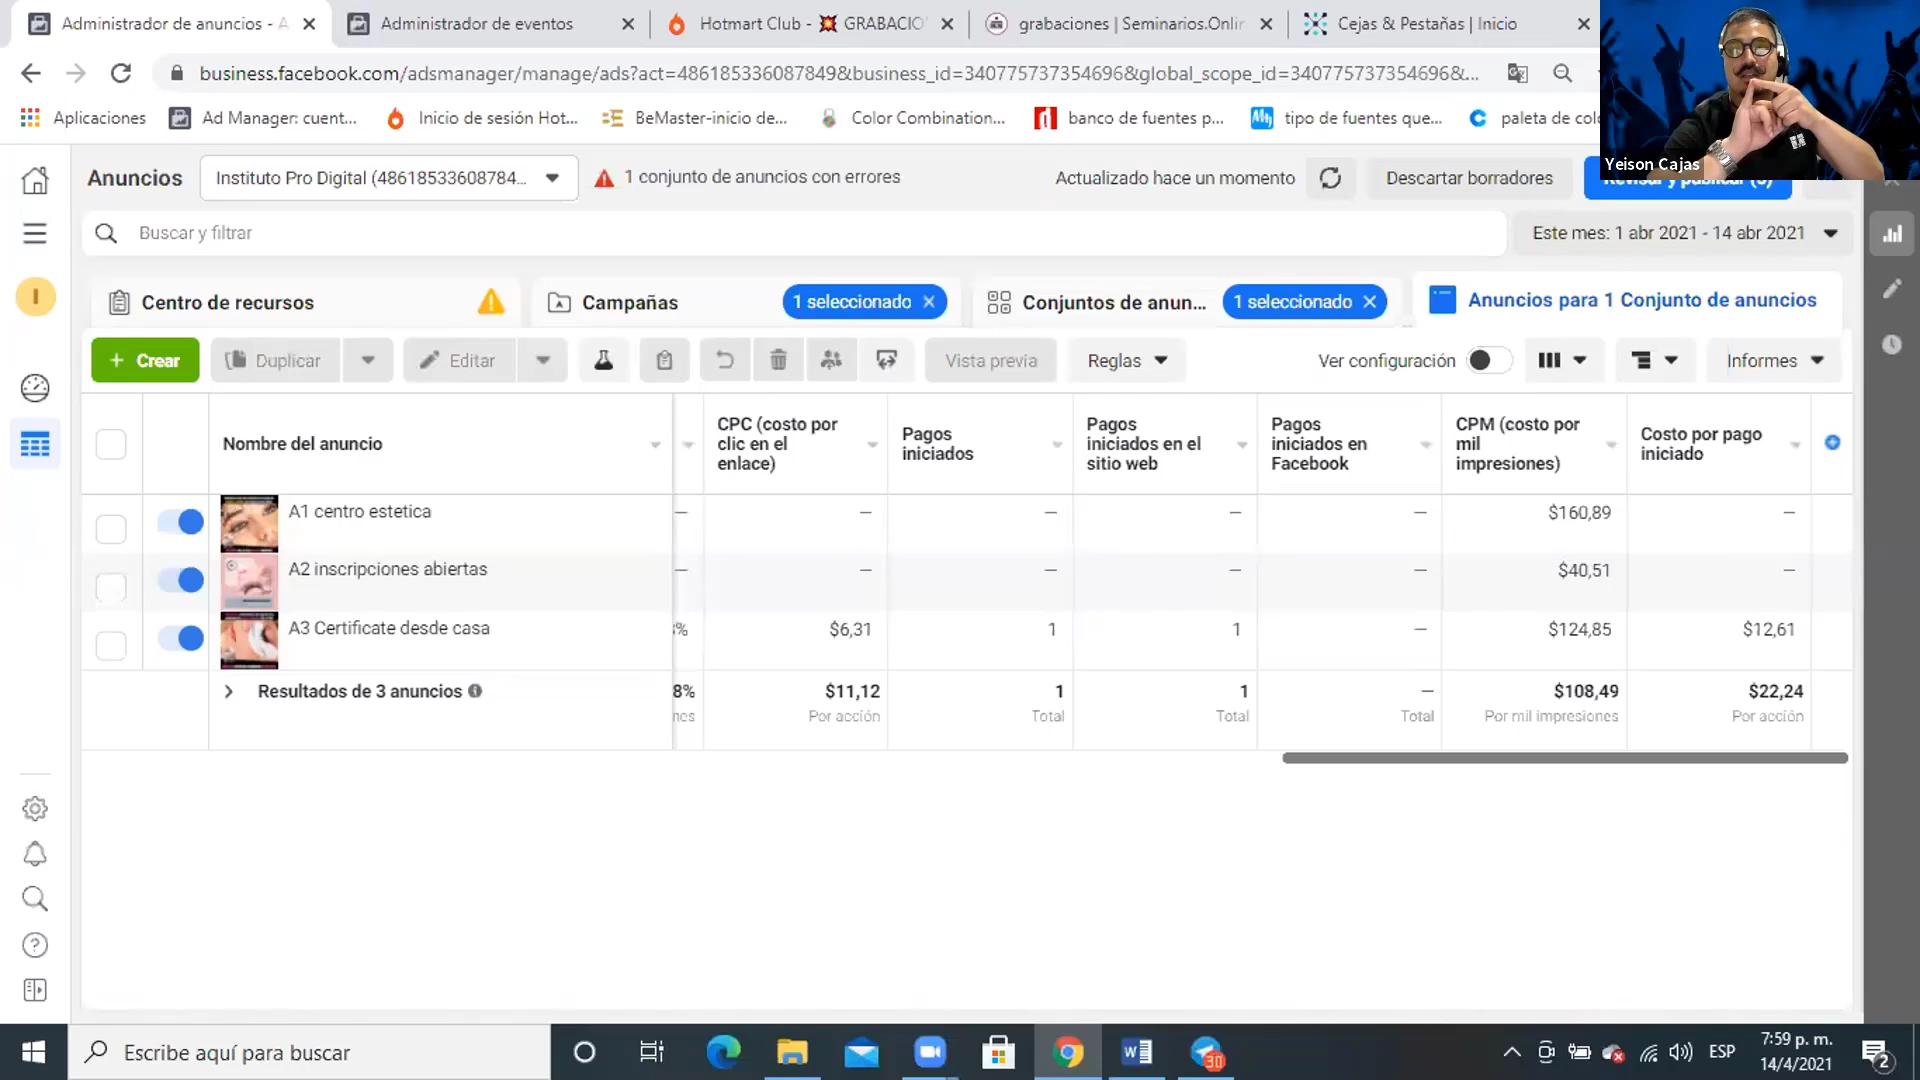 Administrador de anuncios - A
Administrador de eventos
Hotmart Club - 💥 GRABACIO
grabaciones | Seminarios.Onlin
Cejas & Pestañas | Inicio
business.facebook.com/adsmanager/manage/ads?act=486185336087849&business_id=340775737354696&global_scope_id=340775737354696&...
Aplicaciones
Ad Manager: cuent...
Inicio de sesión Hot...
BeMaster-inicio de...
Color Combination...
banco de fuentes p...
tipo de fuentes que...
paleta de colo
Yeison Cajas
Anuncios
Instituto Pro Digital (48618533608784...
1 conjunto de anuncios con errores
Actualizado hace un momento
Descartar borradores
Revisar y publicar (3)
Buscar y filtrar
Este mes: 1 abr 2021 - 14 abr 2021
Centro de recursos
Campañas
1 seleccionado
Conjuntos de anun...
1 seleccionado
Anuncios para 1 Conjunto de anuncios
+ Crear
Duplicar
Editar
Vista previa
Reglas
Ver configuración
Informes
Nombre del anuncio
CPC (costo por
clic en el
enlace)
Pagos
iniciados
Pagos
iniciados en el
sitio web
Pagos
iniciados en
Facebook
CPM (costo por
mil
impresiones)
Costo por pago
iniciado
A1 centro estetica
— — — — — $160,89 —
A2 inscripciones abiertas
— — — — — $40,51 —
A3 Certificate desde casa
% $6,31 1 1 — $124,85 $12,61
Resultados de 3 anuncios
8% $11,12 1 1 — $108,49 $22,24
nes Por acción Total Total Total Por mil impresiones Por acción
Escribe aquí para buscar
30
ESP
7:59 p. m.
14/4/2021
2